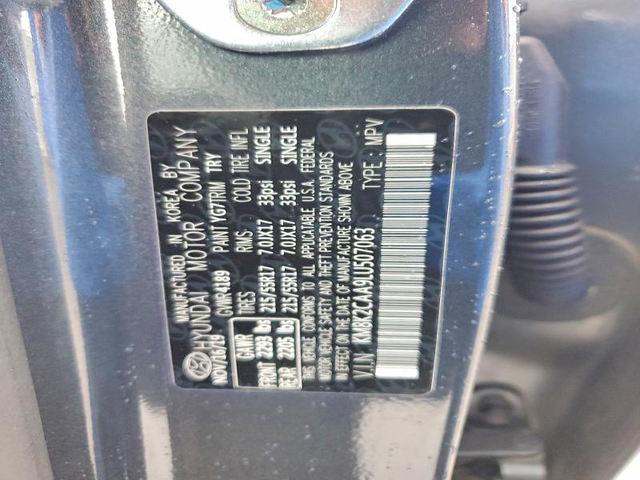 MANUFACTURED IN KOREA BY
HYUNDAI MOTOR COMPANY
GVWR 4189 PAINT YG7 TRIM TRY
GAWR TIRES RIMS COLD TIRE INFL
FRONT 2293 lbs 215/55R17 7.0JX17 33psi SINGLE
REAR 2205 lbs 215/55R17 7.0JX17 33psi SINGLE
THIS VEHICLE CONFORMS TO ALL APPLICABLE U.S.A. FEDERAL
MOTOR VEHICLE SAFETY AND THEFT PREVENTION STANDARDS
IN EFFECT ON THE DATE OF MANUFACTURE SHOWN ABOVE
V.I.N: KM8K2CAA9LU507063 TYPE : MPV